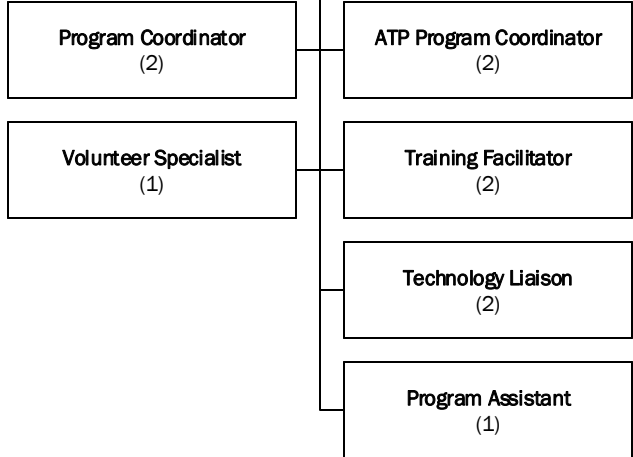 Program Coordinator
(2)
ATP Program Coordinator
(2)
Volunteer Specialist
(1)
Training Facilitator
(2)
Technology Liaison
(2)
Program Assistant
(1)